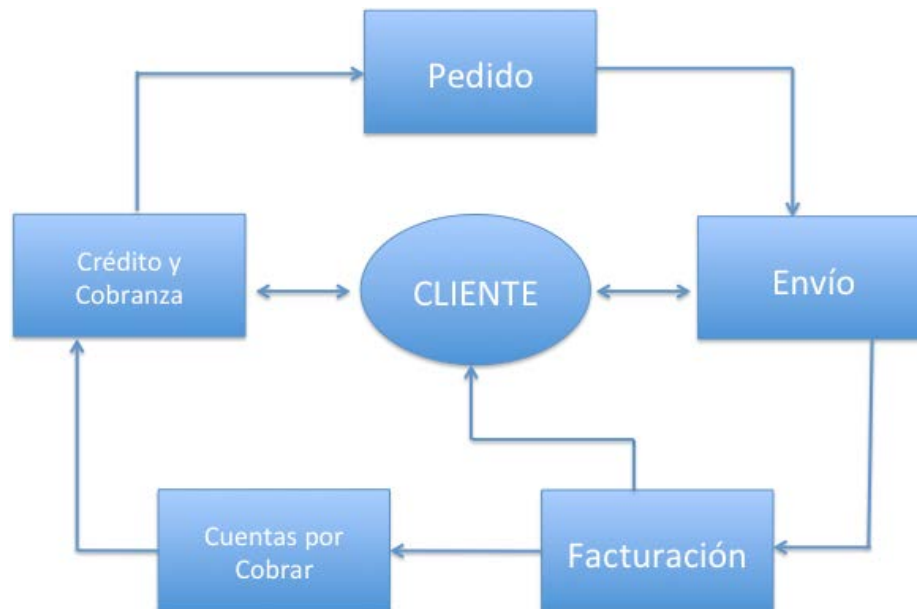 Pedido
Crédito y
Cobranza
CLIENTE
Envío
Cuentas por
Cobrar
Facturación